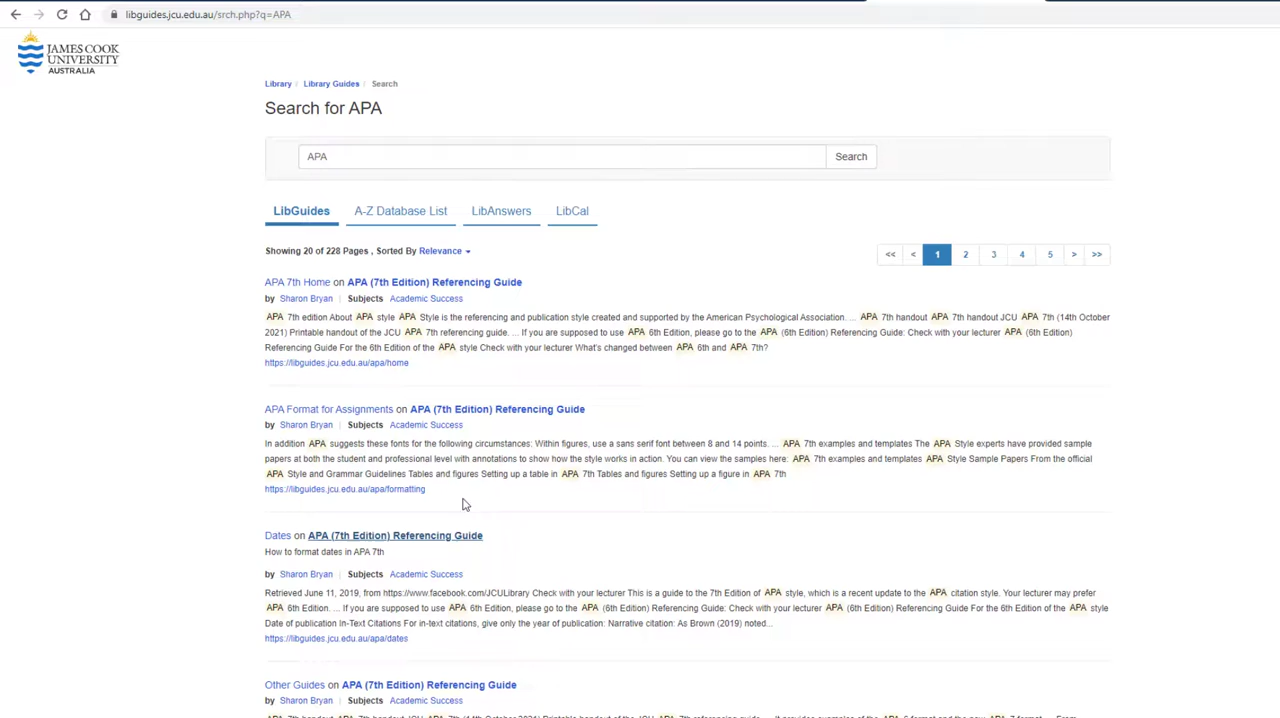 libguides.jcu.edu.au/srch.php?q=APA
JAMES COOK
UNIVERSITY
AUSTRALIA
Library / Library Guides / Search
Search for APA
APA Search
LibGuides A-Z Database List LibAnswers LibCal
Showing 20 of 228 Pages , Sorted By Relevance
<< < 1 2 3 4 5 > >>
APA 7th Home on APA (7th Edition) Referencing Guide
by Sharon Bryan | Subjects Academic Success
APA 7th edition About APA style APA Style is the referencing and publication style created and supported by the American Psychological Association. ... APA 7th handout APA 7th handout JCU APA 7th (14th October
2021) Printable handout of the JCU APA 7th referencing guide. ... If you are supposed to use APA 6th Edition, please go to the APA (6th Edition) Referencing Guide: Check with your lecturer APA (6th Edition)
Referencing Guide For the 6th Edition of the APA style Check with your lecturer What's changed between APA 6th and APA 7th?
https://libguides.jcu.edu.au/apa/home
APA Format for Assignments on APA (7th Edition) Referencing Guide
by Sharon Bryan | Subjects Academic Success
In addition APA suggests these fonts for the following circumstances: Within figures, use a sans serif font between 8 and 14 points. ... APA 7th examples and templates The APA Style experts have provided sample
papers at both the student and professional level with annotations to show how the style works in action. You can view the samples here: APA 7th examples and templates APA Style Sample Papers From the official
APA Style and Grammar Guidelines Tables and figures Setting up a table in APA 7th Tables and figures Setting up a figure in APA 7th
https://libguides.jcu.edu.au/apa/formatting
Dates on APA (7th Edition) Referencing Guide
How to format dates in APA 7th
by Sharon Bryan | Subjects Academic Success
Retrieved June 11, 2019, from https://www.facebook.com/JCULibrary Check with your lecturer This is a guide to the 7th Edition of APA style, which is a recent update to the APA citation style. Your lecturer may prefer
APA 6th Edition. ... If you are supposed to use APA 6th Edition, please go to the APA (6th Edition) Referencing Guide: Check with your lecturer APA (6th Edition) Referencing Guide For the 6th Edition of the APA style
Date of publication In-Text Citations For in-text citations, give only the year of publication: Narrative citation: As Brown (2019) noted...
https://libguides.jcu.edu.au/apa/dates
Other Guides on APA (7th Edition) Referencing Guide
by Sharon Bryan | Subjects Academic Success